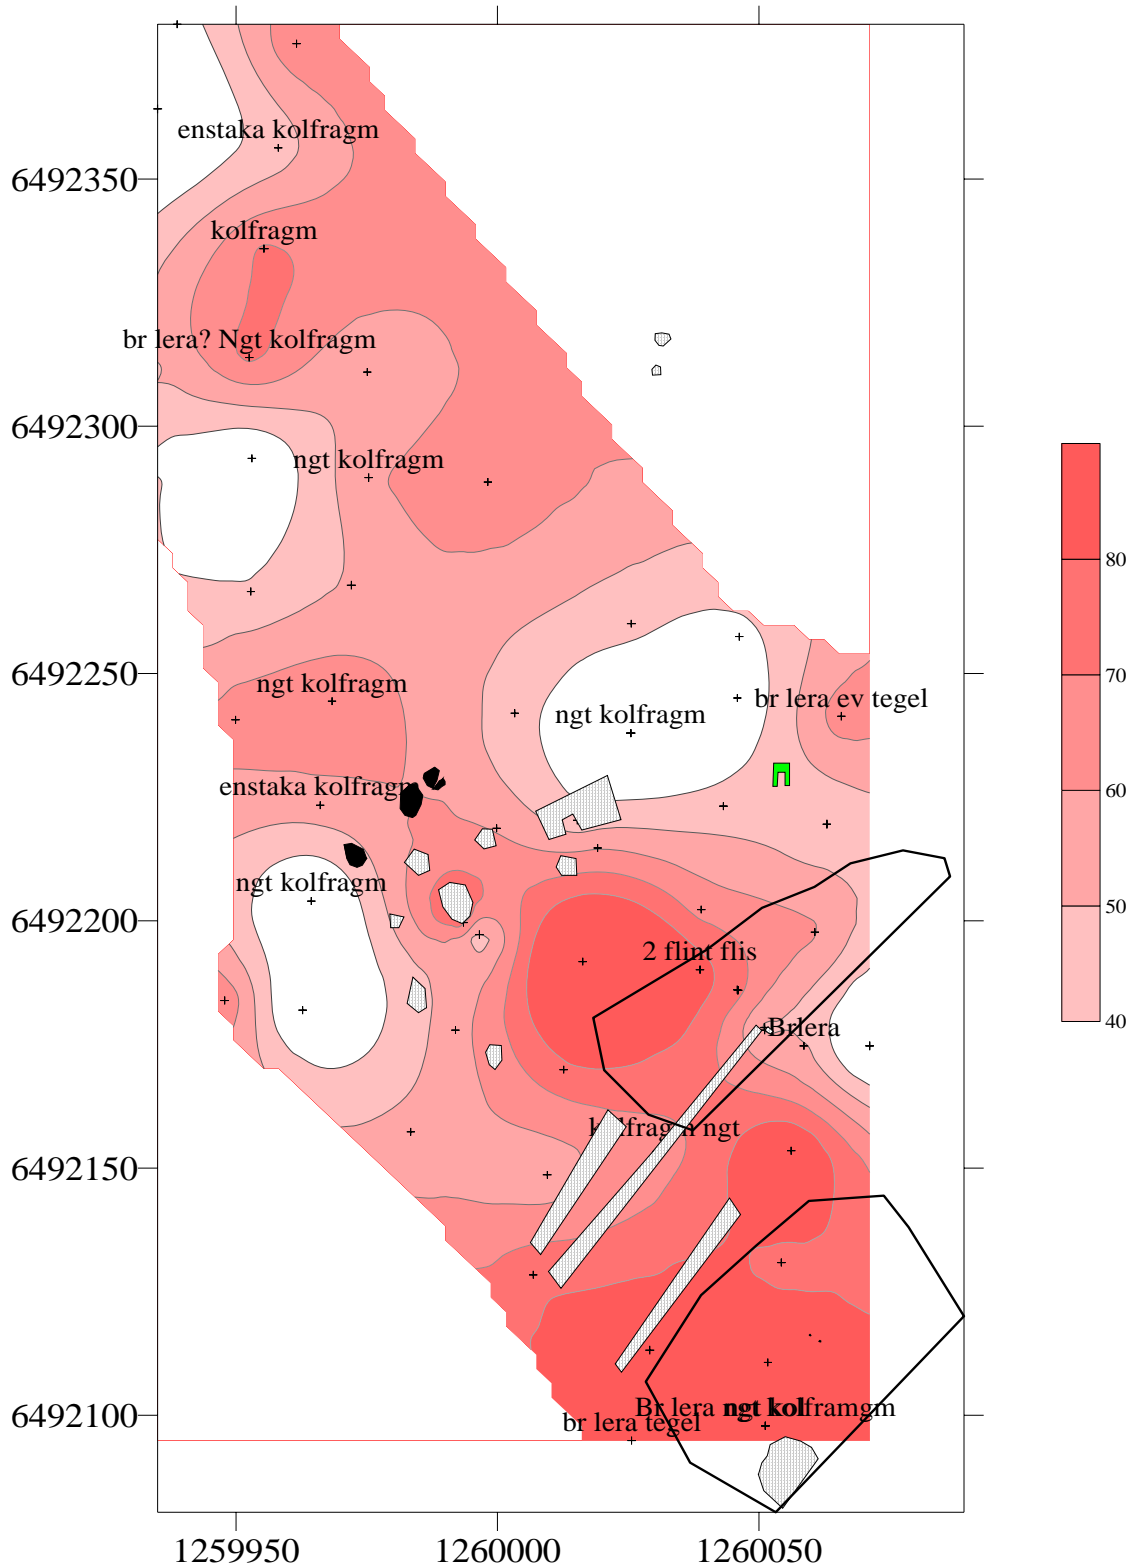 enstaka kolfragm
6492350
kolfragm
br lera? Ngt kolfragm
6492300
ngt kolfragm
80
6492250
ngt kolfragm
br lera ev tegel
70
ngt kolfragm
enstaka kolfragm
60
ngt kolfragm
50
6492200
2 flint flis
40
Brlera
kolfragm ngt
6492150
6492100
Br lera ngt kolframgm
br lera tegel
1259950
1260000
1260050